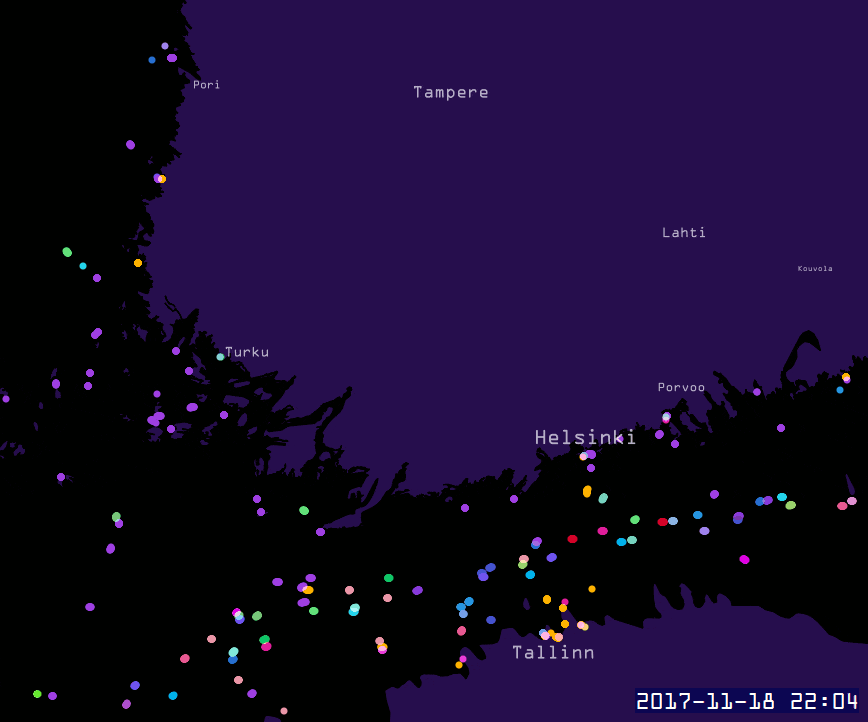 Pori
Tampere
Lahti
Kouvola
Turku
Porvoo
Helsinki
Tallinn
2017-11-18 22:04